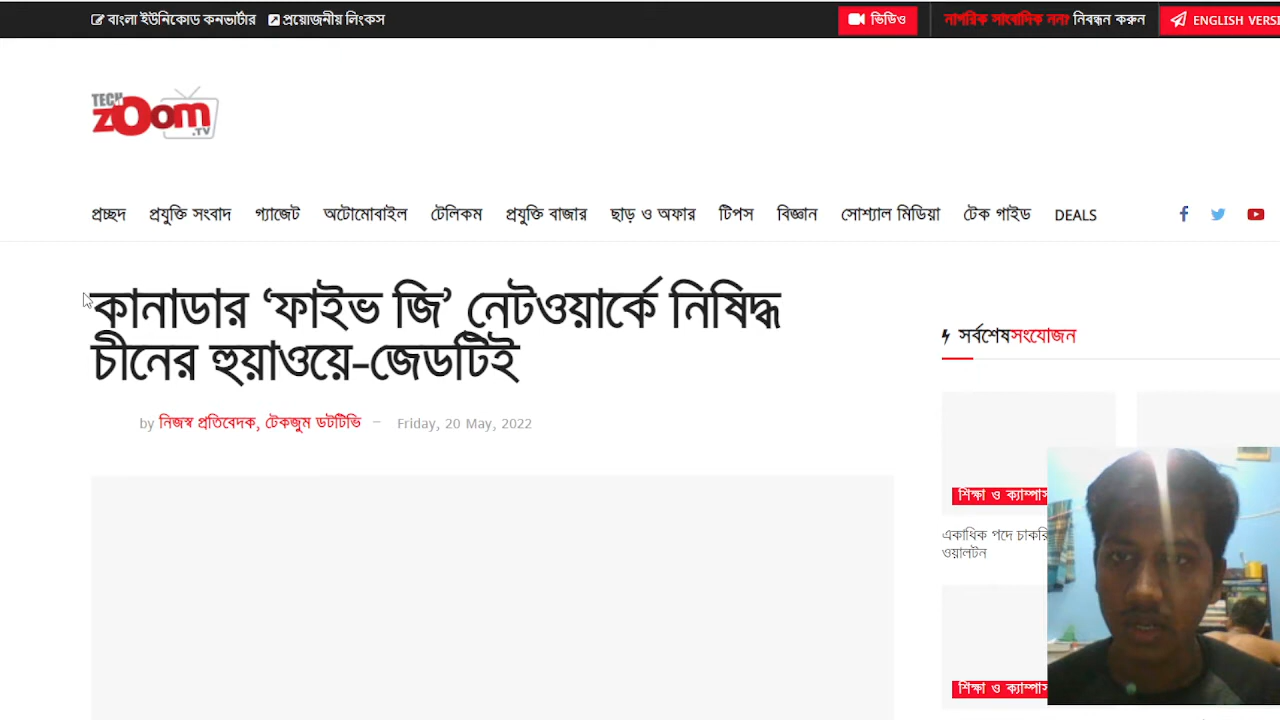 বাংলা ইউনিকোড কনভার্টার প্রয়োজনীয় লিংকস ভিডিও নাগরিক সাংবাদিক নন? নিবন্ধন করুন ENGLISH VERSI
TECH
zoom
.TV
প্রচ্ছদ প্রযুক্তি সংবাদ গ্যাজেট অটোমোবাইল টেলিকম প্রযুক্তি বাজার ছাড় ও অফার টিপস বিজ্ঞান সোশ্যাল মিডিয়া টেক গাইড DEALS
কানাডার ‘ফাইভ জি’ নেটওয়ার্কে নিষিদ্ধ
চীনের হুয়াওয়ে-জেডটিই
by নিজস্ব প্রতিবেদক, টেকজুম ডটটিভি – Friday, 20 May, 2022
সর্বশেষসংযোজন
শিক্ষা ও ক্যাম্পাস
একাধিক পদে চাকরি
ওয়ালটন
শিক্ষা ও ক্যাম্পাস